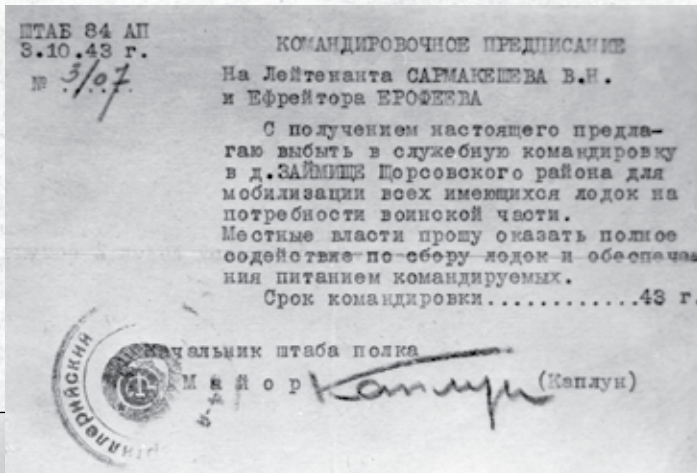 ШТАБ 84 АП
3.10.43 г.
№ 3/07
КОМАНДИРОВОЧНОЕ ПРЕДПИСАНИЕ
На Лейтенанта САРМАКЕШЕВА В.Н.
и Ефрейтора ЕРОФЕЕВА
С получением настоящего предла-
гаю выбыть в служебную командировку
в д.ЗАЙМИЩЕ Щорсовского района для
мобилизации всех имеющихся лодок на
потребности воинской части.
Местные власти прошу оказать полное
содействие по сбору лодок и обеспече
ния питанием командируемых.
Срок командировки............43 г.
Начальник штаба полка
Майор Каплун (Каплун)
ртиллерийский